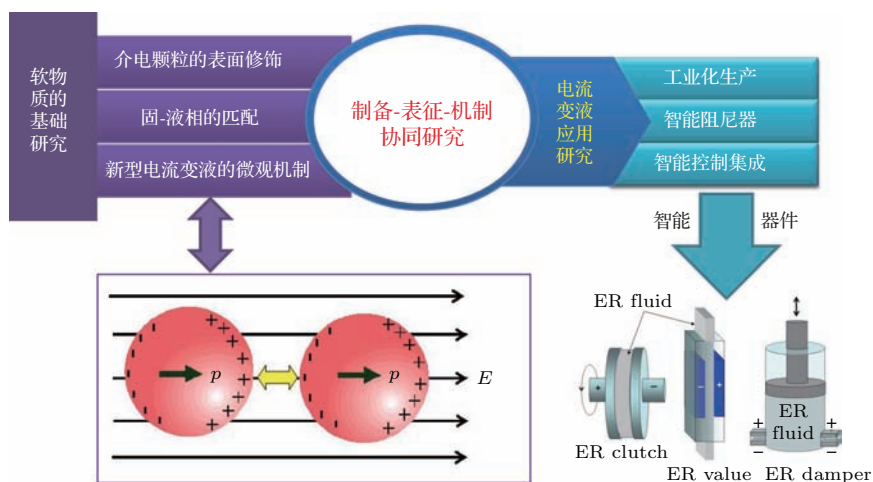 软物
质的
基础
研究
介电颗粒的表面修饰
固-液相的匹配
新型电流变液的微观机制
制备-表征-机制
协同研究
电流
变液
应用
研究
工业化生产
智能阻尼器
智能控制集成
智能 器件
p
p
E
ER fluid
ER clutch
ER value
ER
fluid
ER damper